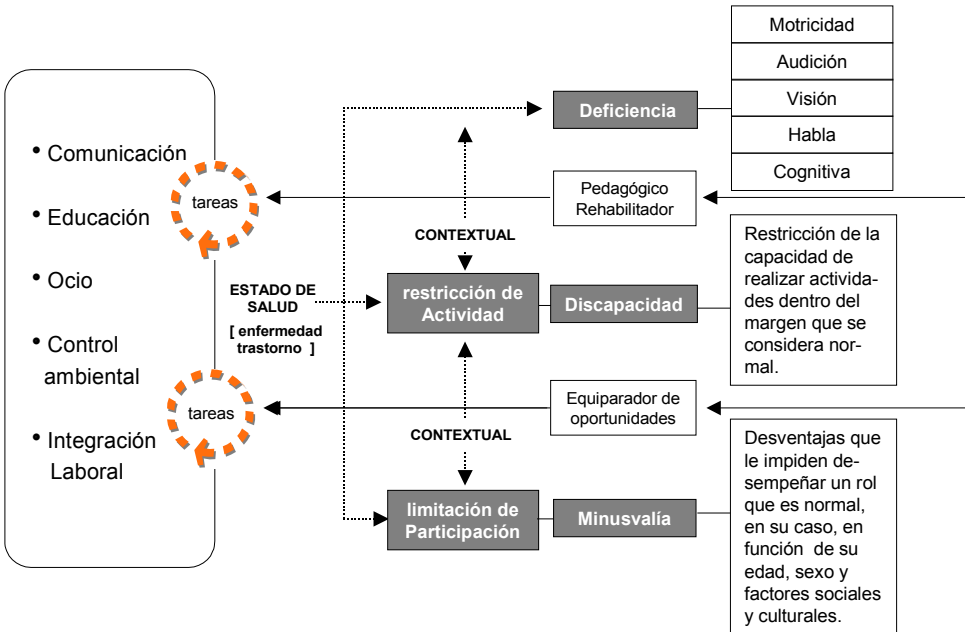 Motricidad
Audición
Visión
Habla
Cognitiva
Deficiencia
• Comunicación
• Educación
• Ocio
• Control
ambiental
• Integración
Laboral
tareas
tareas
Pedagógico
Rehabilitador
CONTEXTUAL
ESTADO DE
SALUD
[ enfermedad
trastorno ]
restricción de
Actividad
Discapacidad
Restricción de la
capacidad de
realizar activida-
des dentro del
margen que se
considera nor-
mal.
Equiparador de
oportunidades
CONTEXTUAL
limitación de
Participación
Minusvalía
Desventajas que
le impiden de-
sempeñar un rol
que es normal,
en su caso, en
función de su
edad, sexo y
factores sociales
y culturales.